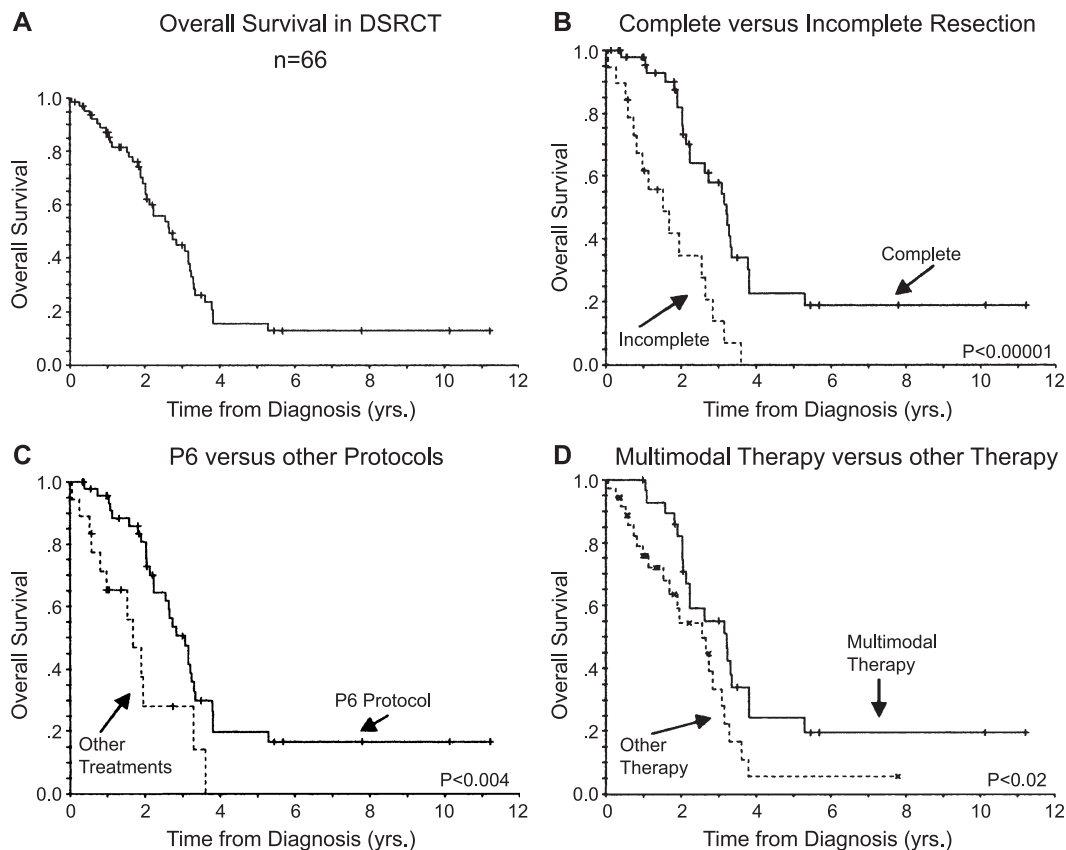 A Overall Survival in DSRCT
n=66
Overall Survival
1.0
.8
.6
.4
.2
0.0
0 2 4 6 8 10 12
Time from Diagnosis (yrs.)
B Complete versus Incomplete Resection
Overall Survival
1.0
.8
.6
.4
.2
0.0
Complete
Incomplete
P<0.00001
0 2 4 6 8 10 12
Time from Diagnosis (yrs.)
C P6 versus other Protocols
Overall Survival
1.0
.8
.6
.4
.2
0.0
P6 Protocol
Other
Treatments
P<0.004
0 2 4 6 8 10 12
Time from Diagnosis (yrs.)
D Multimodal Therapy versus other Therapy
Overall Survival
1.0
.8
.6
.4
.2
0.0
Multimodal
Therapy
Other
Therapy
P<0.02
0 2 4 6 8 10 12
Time from Diagnosis (yrs.)